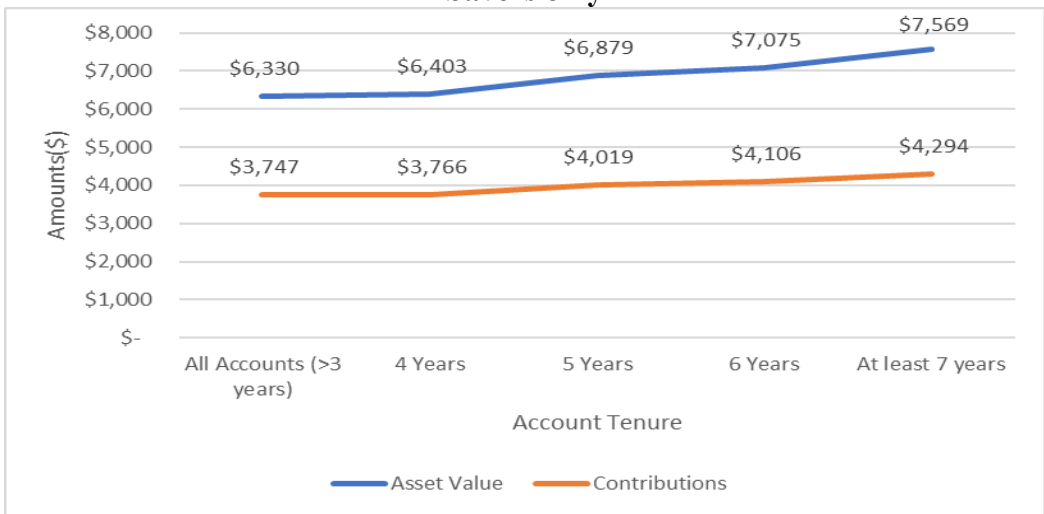 $8,000
$7,000
$6,000
$5,000
$4,000
$3,000
$2,000
$1,000
$-
Amounts($)
$6,330
$6,403
$6,879
$7,075
$7,569
$3,747
$3,766
$4,019
$4,106
$4,294
All Accounts (>3
years)
4 Years
5 Years
6 Years
At least 7 years
Account Tenure
Asset Value
Contributions